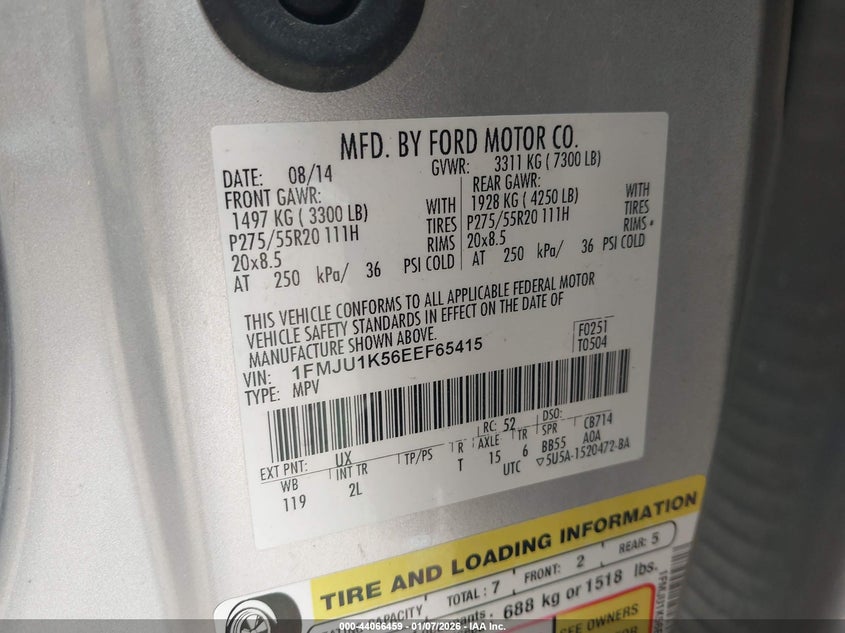 MFD. BY FORD MOTOR CO.
DATE: 08/14 GVWR: 3311 KG ( 7300 LB)
FRONT GAWR: REAR GAWR:
1497 KG ( 3300 LB) WITH 1928 KG ( 4250 LB) WITH
P275/55R20 111H TIRES P275/55R20 111H TIRES
20x8.5 RIMS 20x8.5 RIMS
AT 250 kPa/ 36 PSI COLD AT 250 kPa/ 36 PSI COLD
THIS VEHICLE CONFORMS TO ALL APPLICABLE FEDERAL MOTOR
VEHICLE SAFETY STANDARDS IN EFFECT ON THE DATE OF
MANUFACTURE SHOWN ABOVE.
VIN: 1FMJU1K56EEF65415 F0251
TYPE: MPV T0504
RC: 52 DSO:
EXT PNT: UX AXLE TR SPR CB714
WB INT TR TP/PS R 15 6 BB55 A0A
119 2L T UTC ▽5U5A-1520472-BA
TIRE AND LOADING INFORMATION
TOTAL : 7 FRONT: 2 REAR: 5
CAPACITY
688 kg or 1518 lbs.
SEE OWNERS
000-44066459 - 01/07/2026 - IAA Inc.